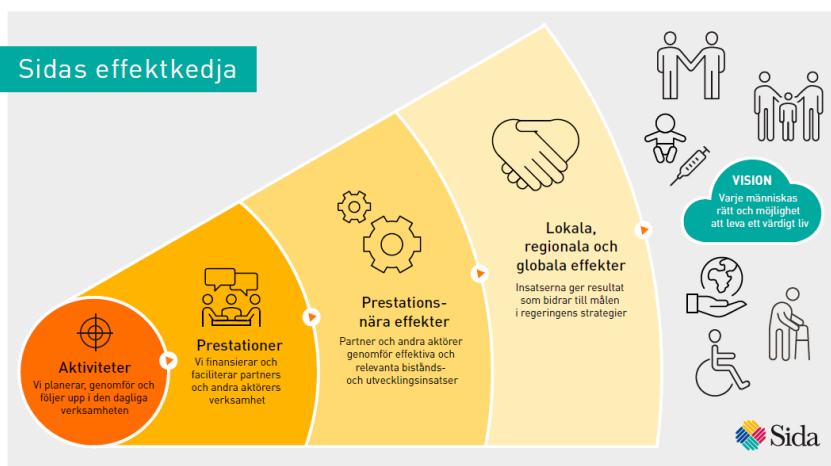 Sidas effektkedja
Aktiviteter
Vi planerar, genomför och
följer upp i den dagliga
verksamheten
Prestationer
Vi finansierar och
faciliterar partners
och andra aktörers
verksamhet
Prestations-
nära effekter
Partner och andra aktörer
genomför effektiva och
relevanta bistånds-
och utvecklingsinsatser
Lokala,
regionala och
globala effekter
Insatserna ger resultat
som bidrar till målen
i regeringens strategier
VISION
Varje människas
rätt och möjlighet
att leva ett värdigt liv
Sida